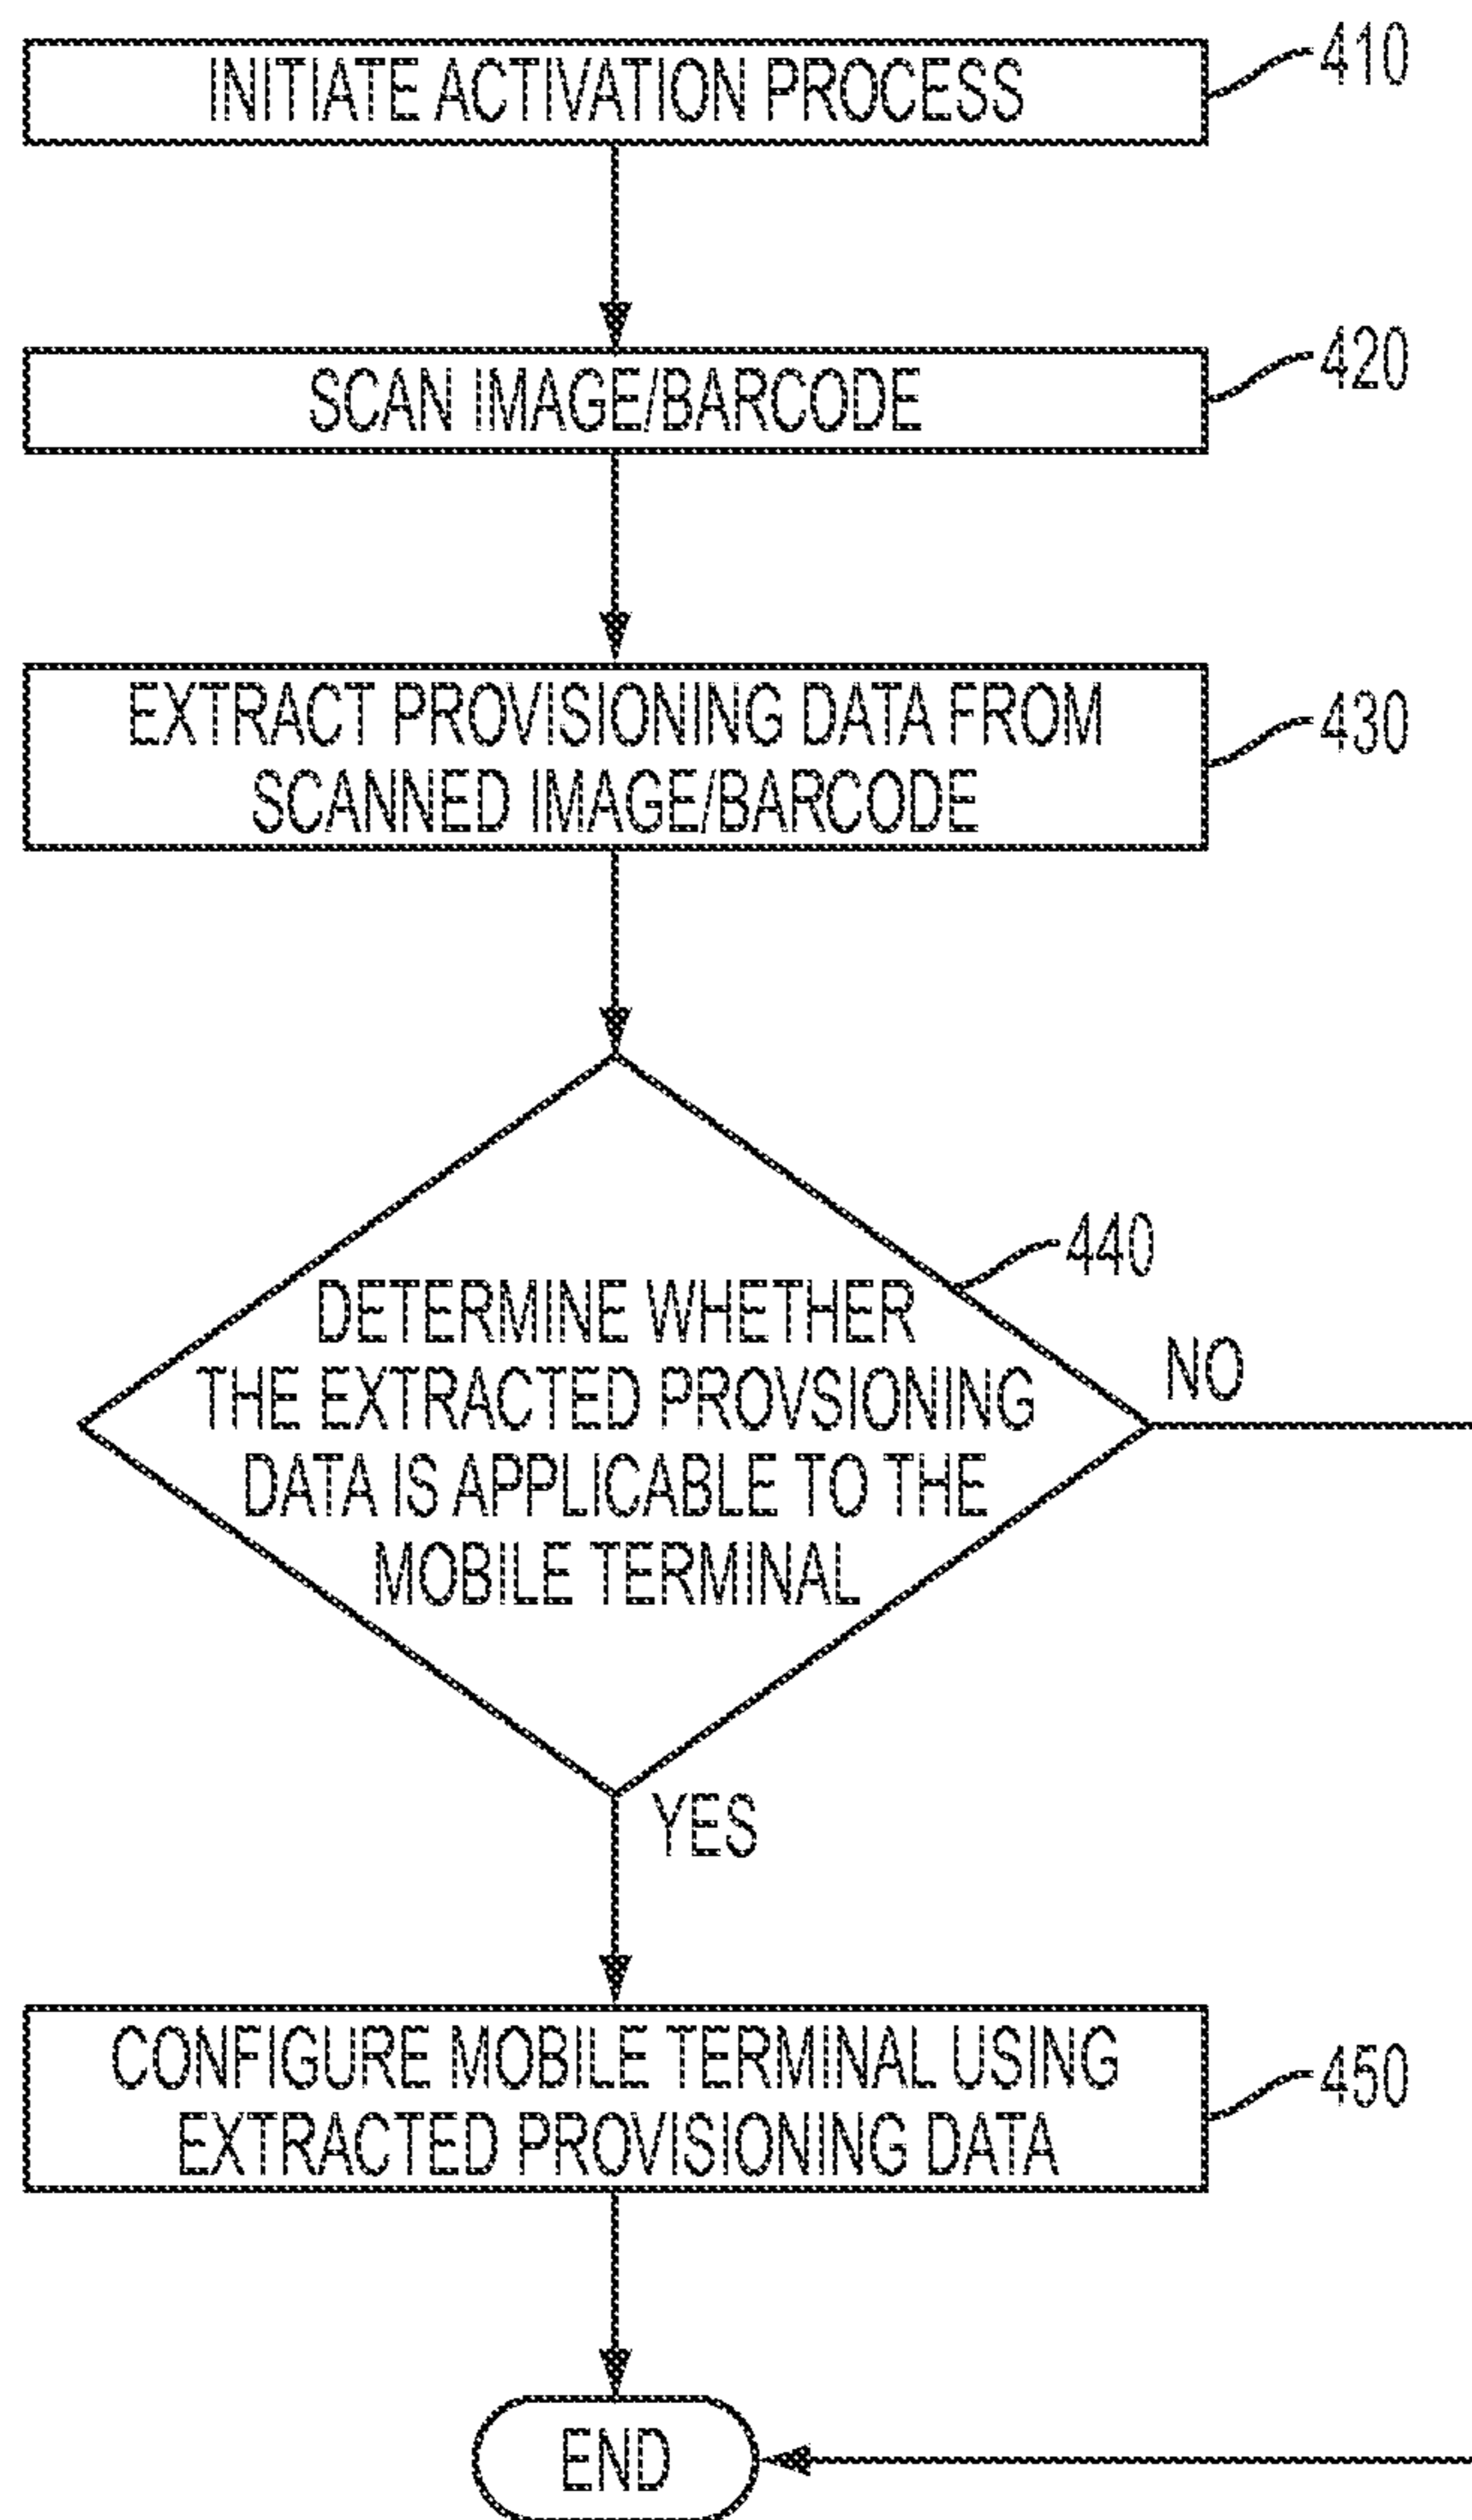 INITIATE ACTIVATION PROCESS
410
SCAN IMAGE/BARCODE
420
EXTRACT PROVISIONING DATA FROM
SCANNED IMAGE/BARCODE
430
440
DETERMINE WHETHER
THE EXTRACTED PROVSIONING
DATA IS APPLICABLE TO THE
MOBILE TERMINAL
NO
YES
CONFIGURE MOBILE TERMINAL USING
EXTRACTED PROVISIONING DATA
450
END